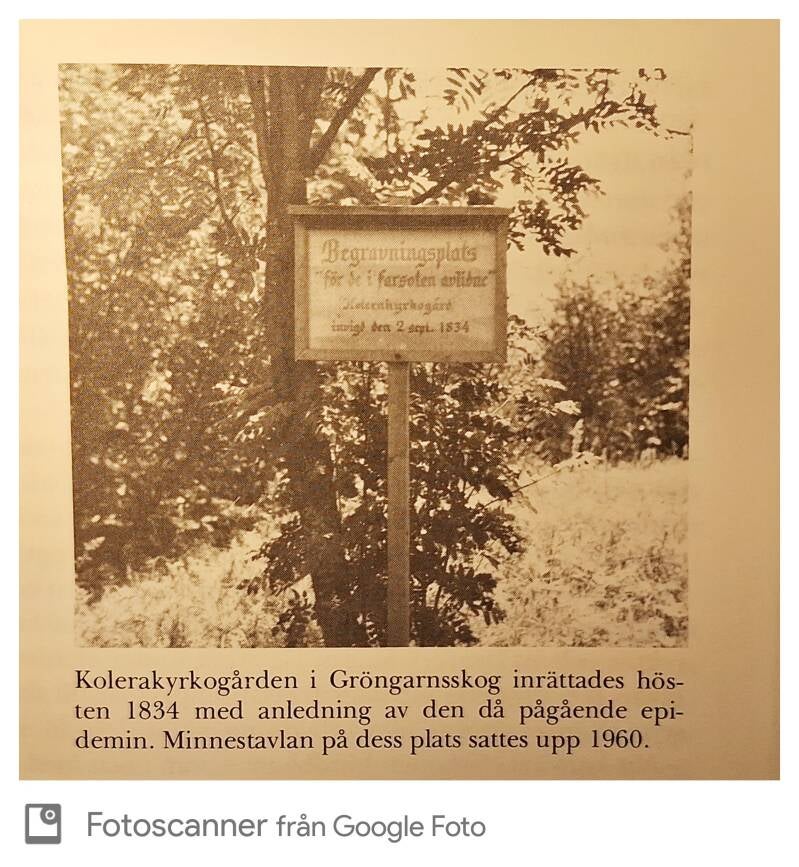 Begravningsplats
"för de i farsoten avlidne"
Kolerakyrkogård
invigd den 2 sept. 1834
Kolerakyrkogården i Gröngarnsskog inrättades hös-
ten 1834 med anledning av den då pågående epi-
demin. Minnestavlan på dess plats sattes upp 1960.
Fotoscanner från Google Foto